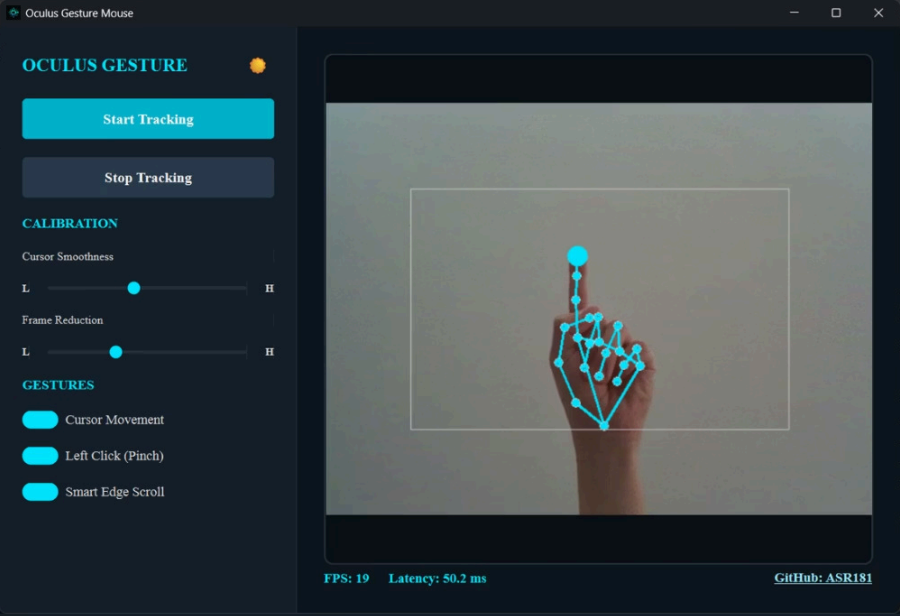 Oculus Gesture Mouse
OCULUS GESTURE
Start Tracking
Stop Tracking
CALIBRATION
Cursor Smoothness
L H
Frame Reduction
L H
GESTURES
Cursor Movement
Left Click (Pinch)
Smart Edge Scroll
FPS: 19 Latency: 50.2 ms GitHub: ASR181